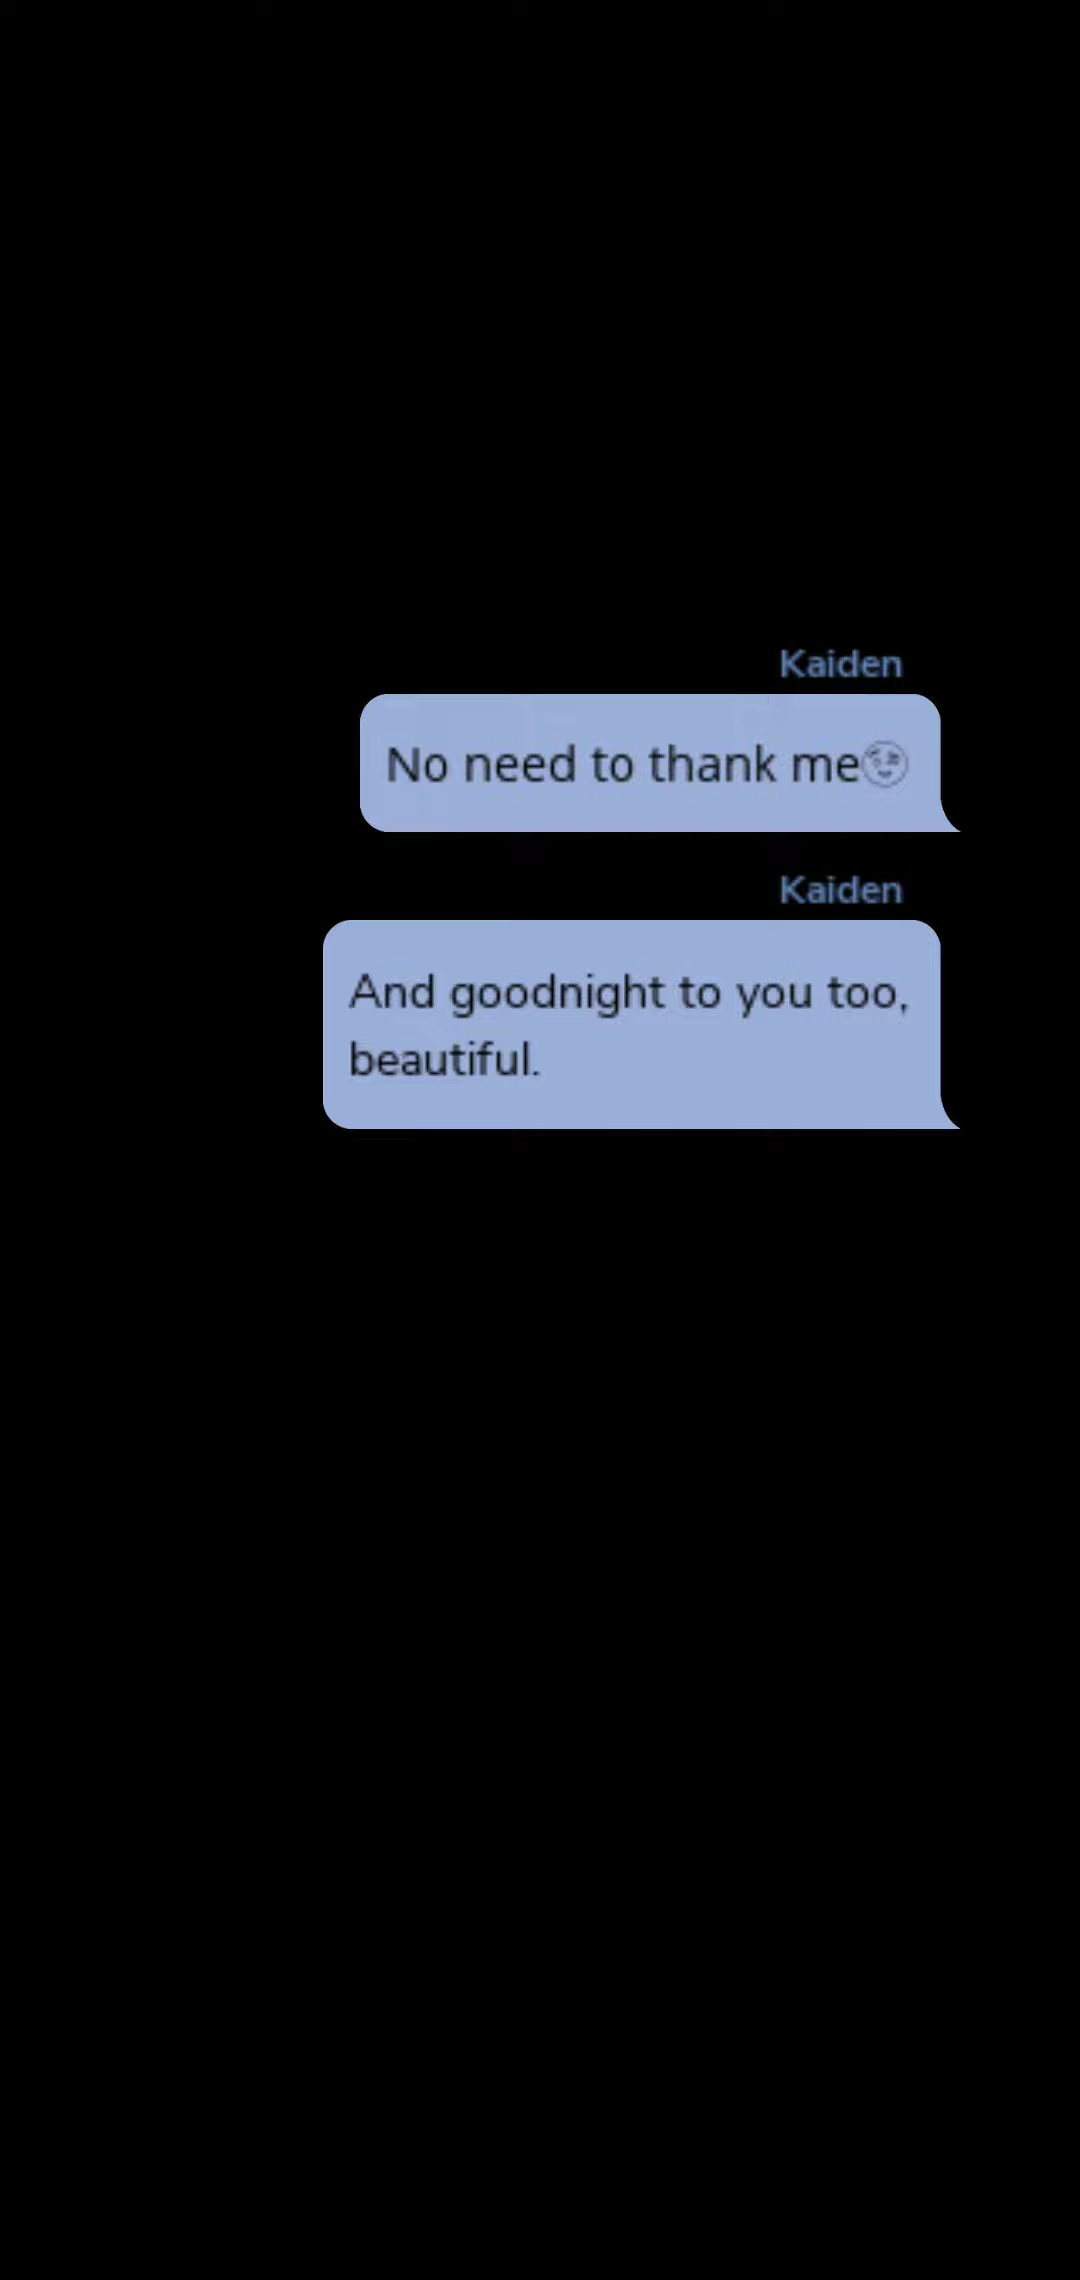 Kaiden
No need to thank me😉
Kaiden
And goodnight to you too,
beautiful.